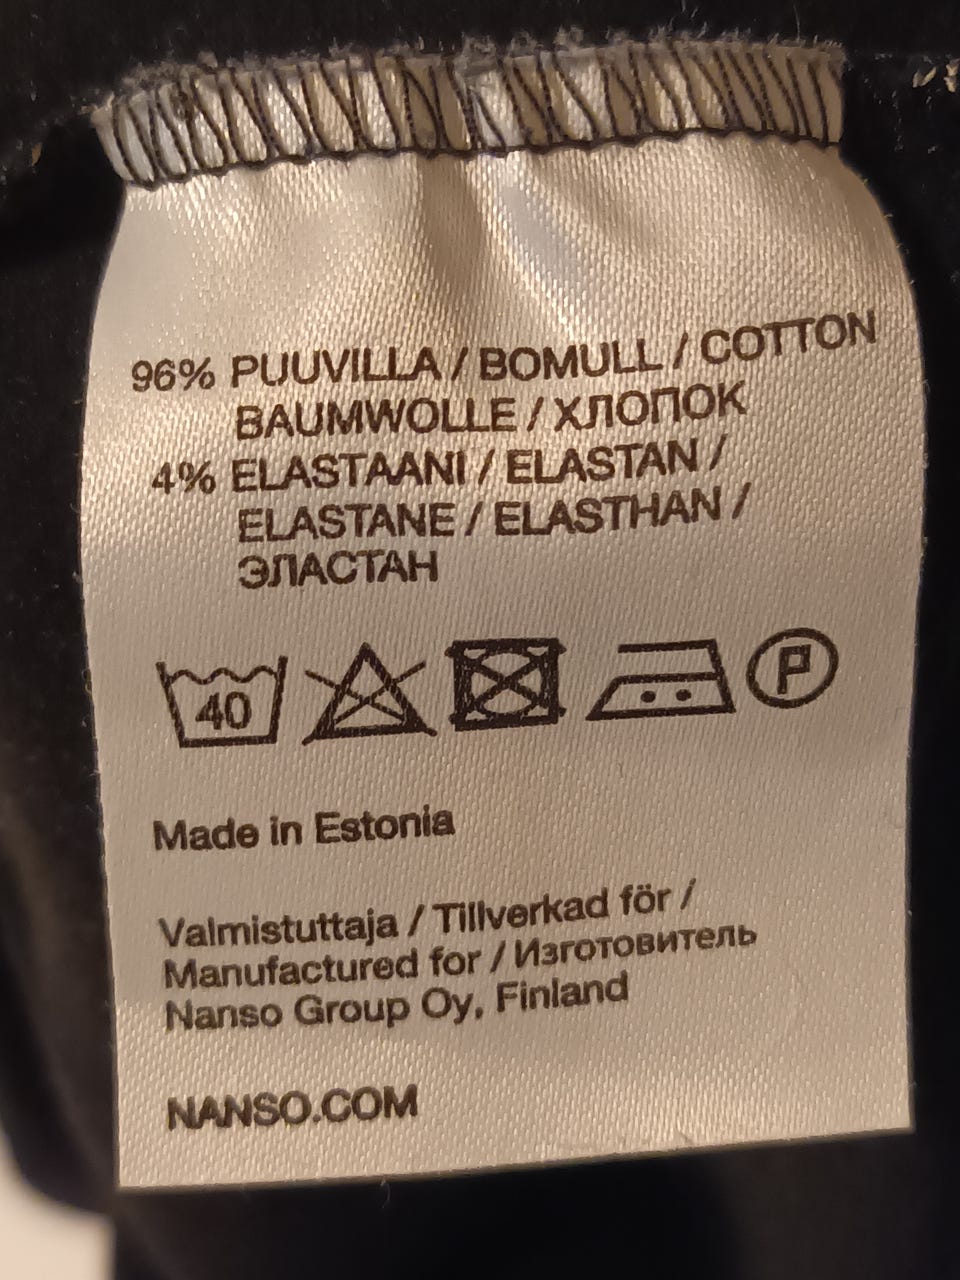 96% PUUVILLA / BOMULL / COTTON
BAUMWOLLE / ХЛОПОК
4% ELASTAANI / ELASTAN /
ELASTANE / ELASTHAN /
ЭЛАСТАН
40 P
Made in Estonia
Valmistuttaja / Tillverkad för /
Manufactured for / Изготовитель
Nanso Group Oy, Finland
NANSO.COM